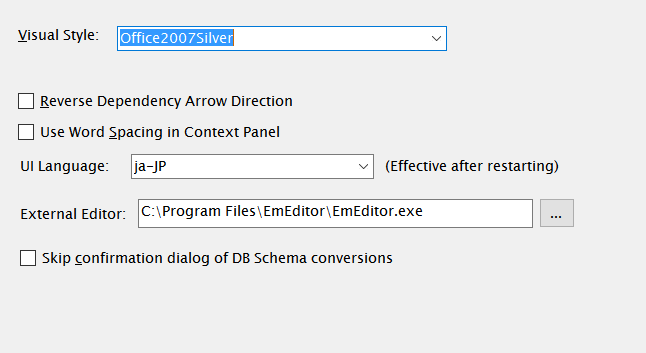 Visual Style: Office2007Silver
Reverse Dependency Arrow Direction
Use Word Spacing in Context Panel
UI Language: ja-JP (Effective after restarting)
External Editor: C:\Program Files\EmEditor\EmEditor.exe ...
Skip confirmation dialog of DB Schema conversions